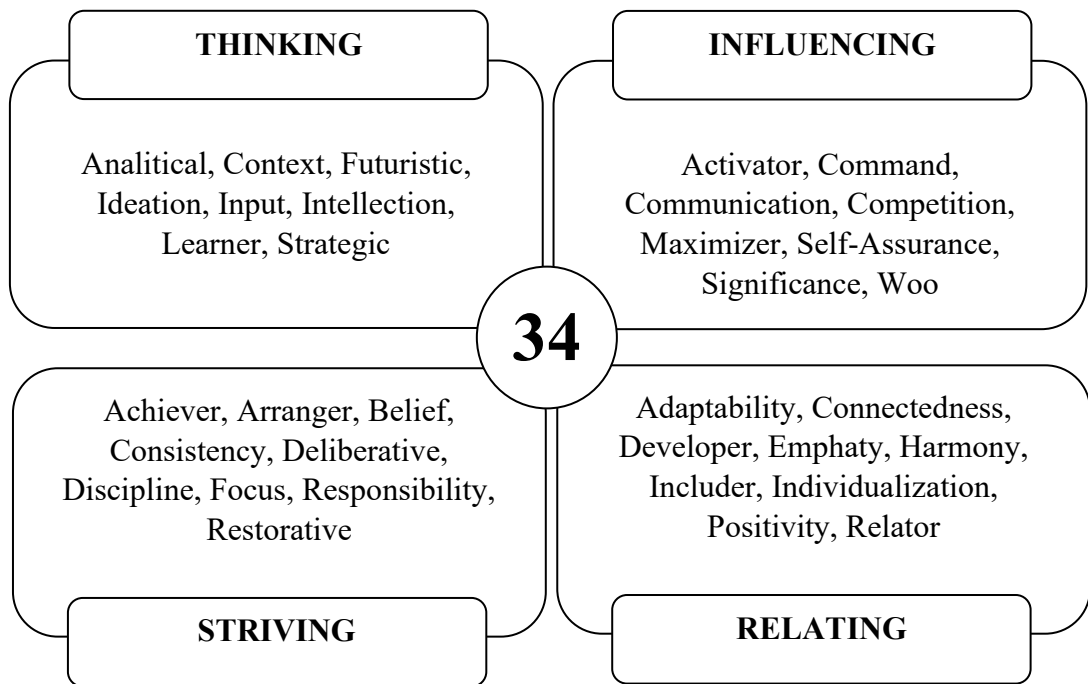 THINKING
Analitical, Context, Futuristic,
Ideation, Input, Intellection,
Learner, Strategic
INFLUENCING
Activator, Command,
Communication, Competition,
Maximizer, Self-Assurance,
Significance, Woo
34
Achiever, Arranger, Belief,
Consistency, Deliberative,
Discipline, Focus, Responsibility,
Restorative
STRIVING
Adaptability, Connectedness,
Developer, Emphaty, Harmony,
Includer, Individualization,
Positivity, Relator
RELATING